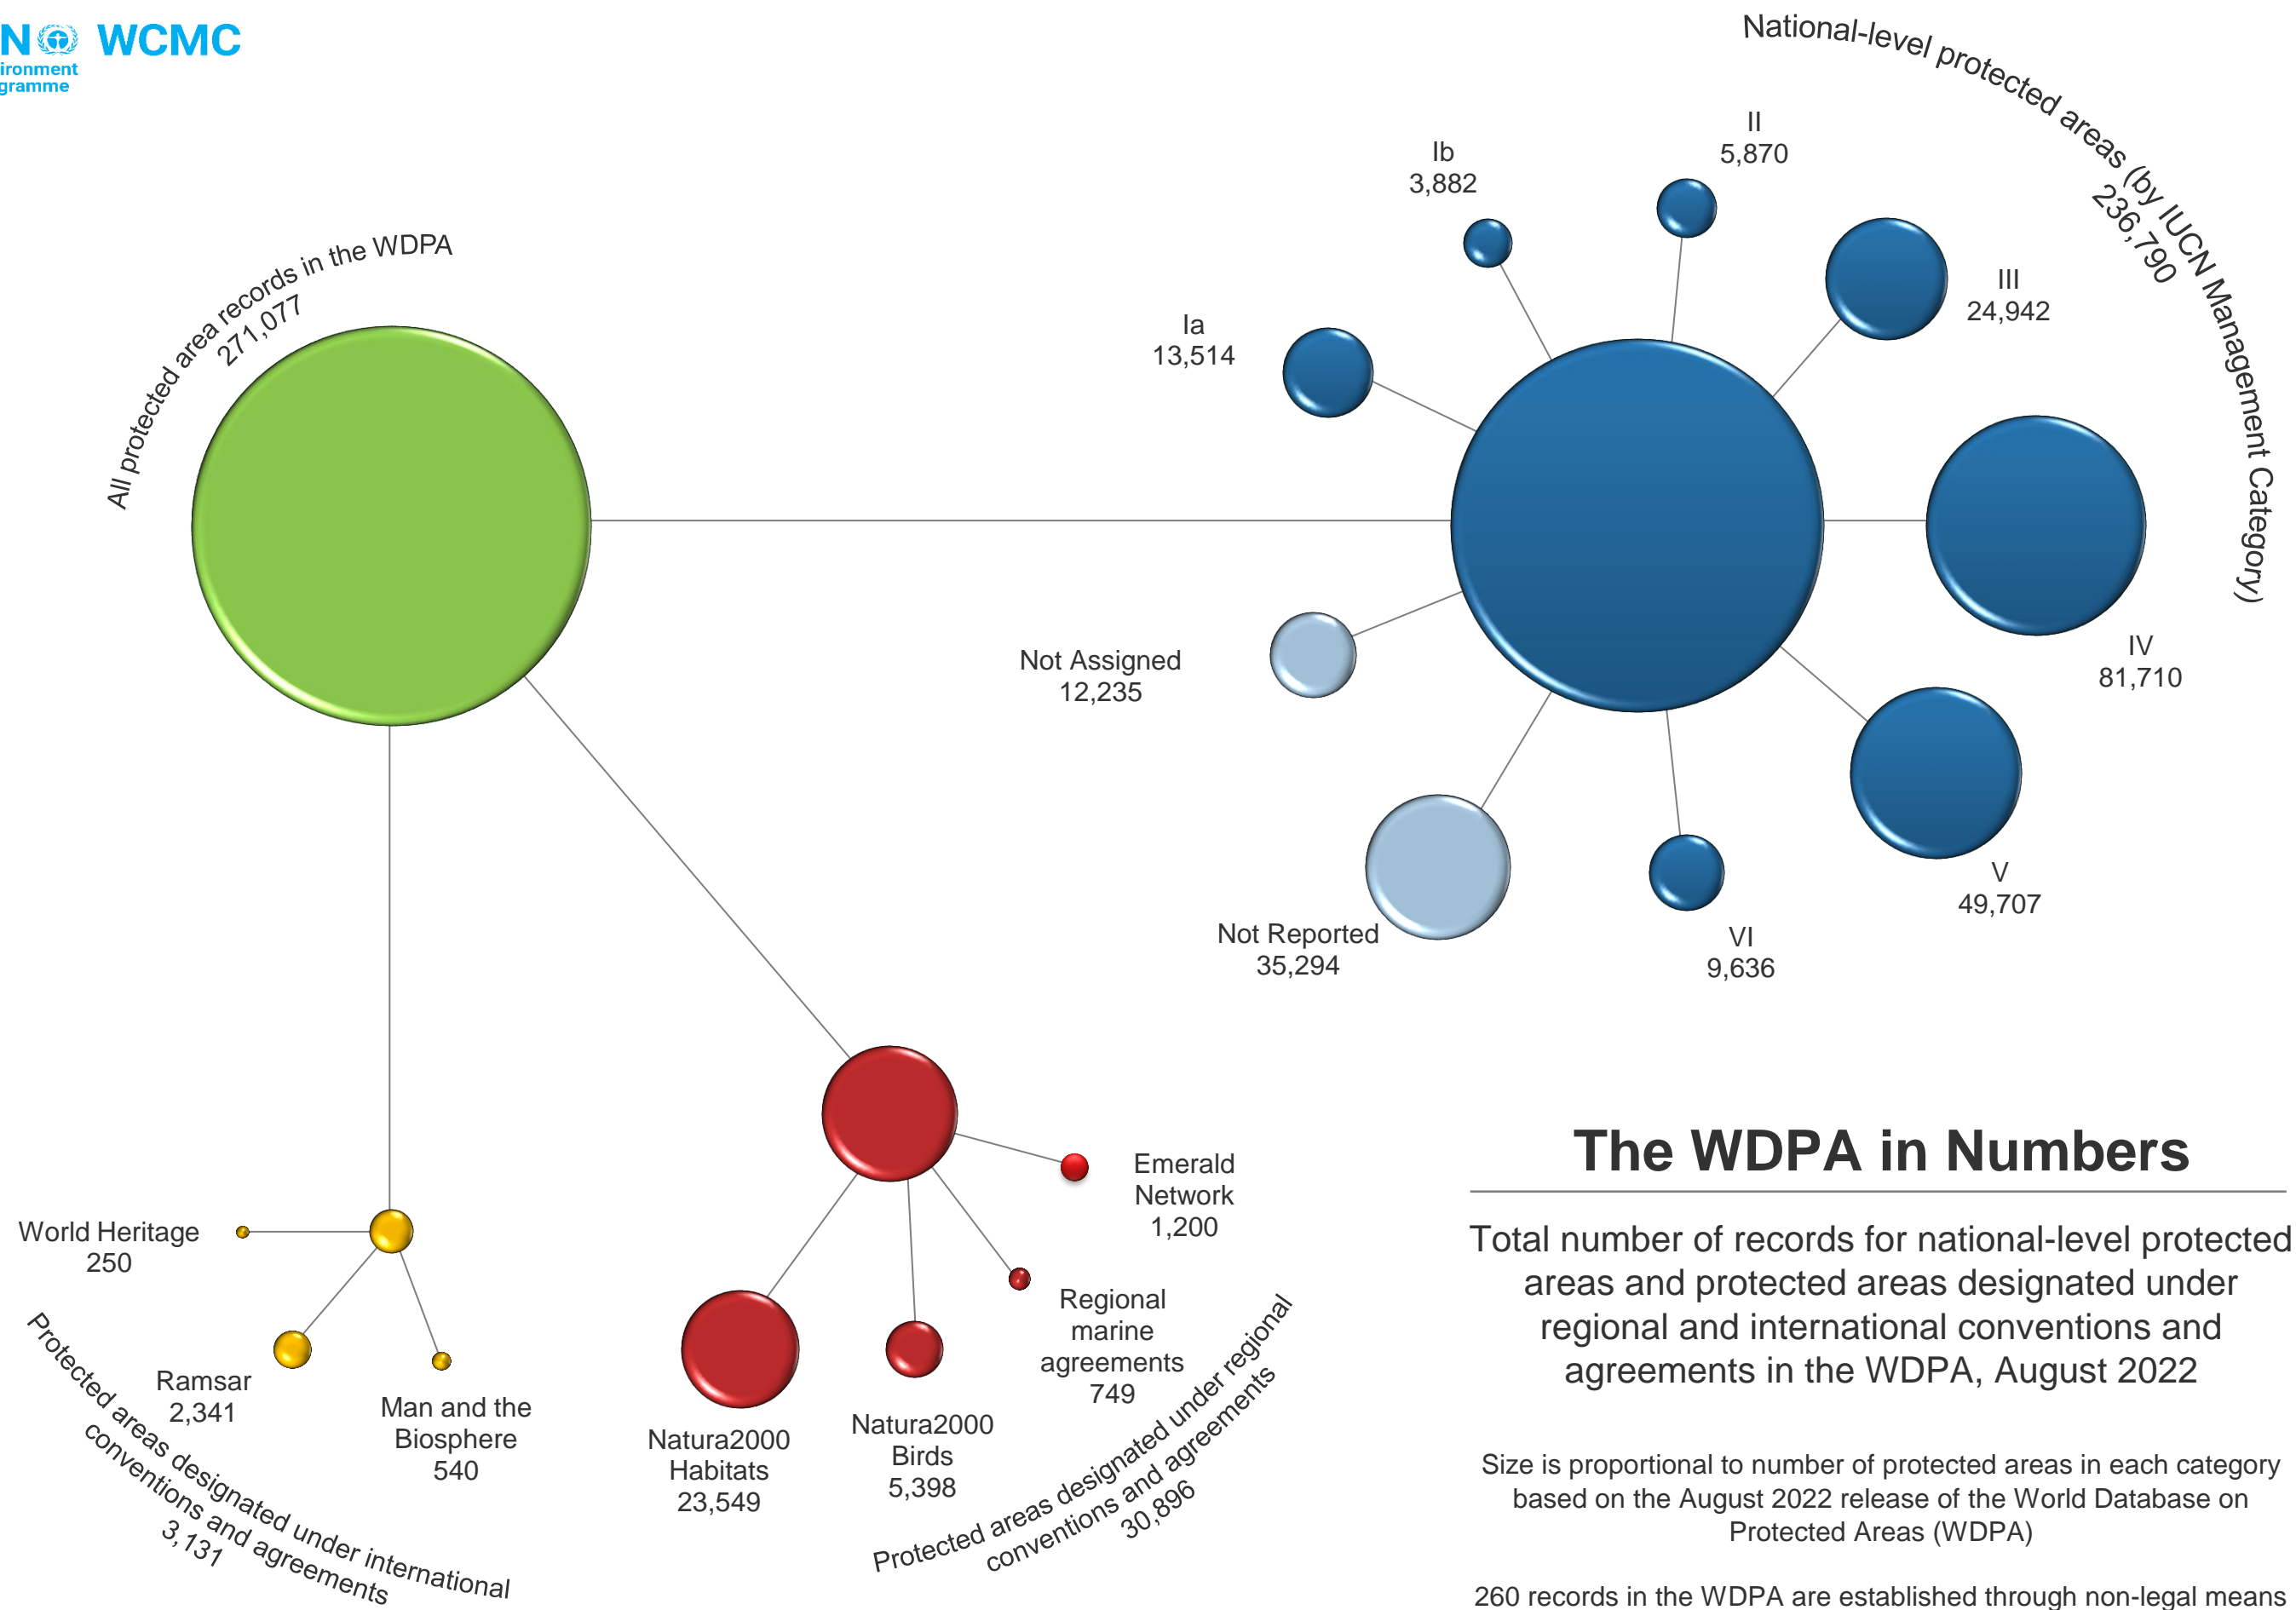 WCMC
All protected area records in the WDPA
271,077
National-level protected areas (by IUCN Management Category)
236,790
Ib
3,882
II
5,870
III
24,942
Ia
13,514
IV
81,710
Not Assigned
12,235
V
49,707
Not Reported
35,294
VI
9,636
World Heritage
250
Ramsar
2,341
Man and the
Biosphere
540
Protected areas designated under international
conventions and agreements
3,131
Emerald
Network
1,200
Regional
marine
agreements
749
Natura2000
Birds
5,398
Natura2000
Habitats
23,549
Protected areas designated under regional
conventions and agreements
30,896
The WDPA in Numbers
Total number of records for national-level protected
areas and protected areas designated under
regional and international conventions and
agreements in the WDPA, August 2022
Size is proportional to number of protected areas in each category
based on the August 2022 release of the World Database on
Protected Areas (WDPA)
260 records in the WDPA are established through non-legal means